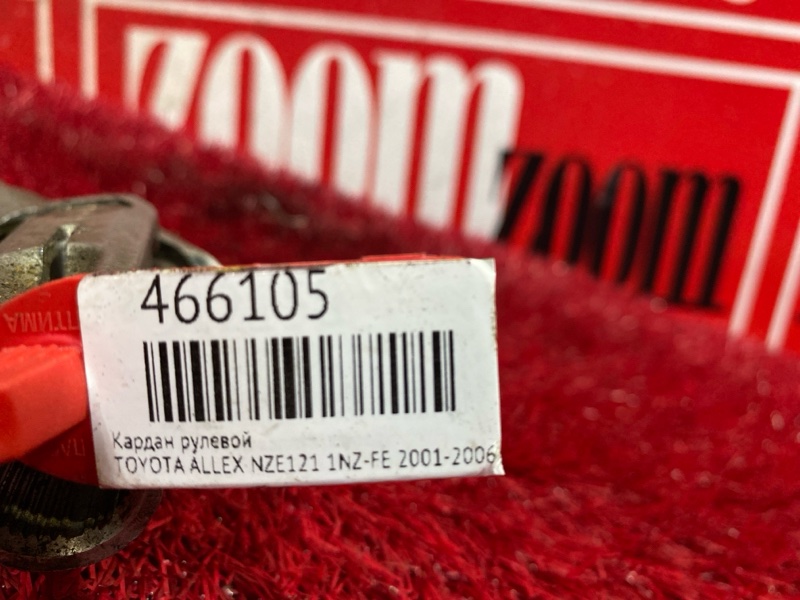 zoom
zoom
466105
Кардан рулевой
TOYOTA ALLEX NZE121 1NZ-FE 2001-2006